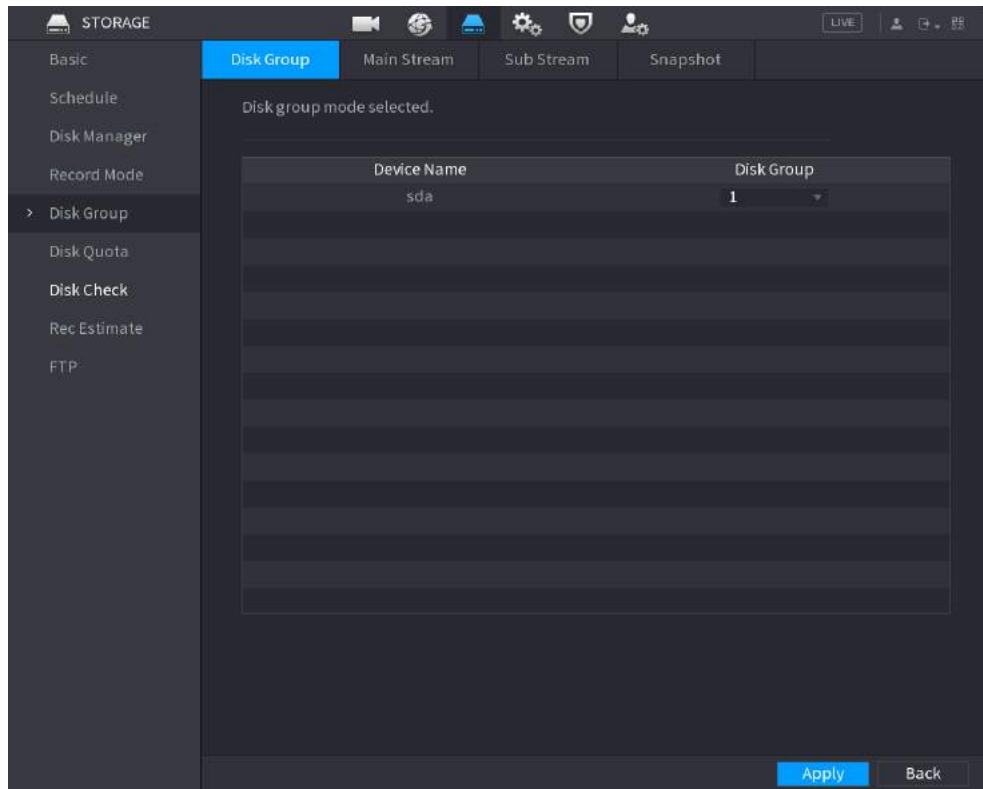 STORAGE LIVE
Basic
Disk Group Main Stream Sub Stream Snapshot
Schedule
Disk group mode selected.
Disk Manager
Record Mode
Device Name Disk Group
sda 1
> Disk Group
Disk Quota
Disk Check
Rec Estimate
FTP
Apply Back